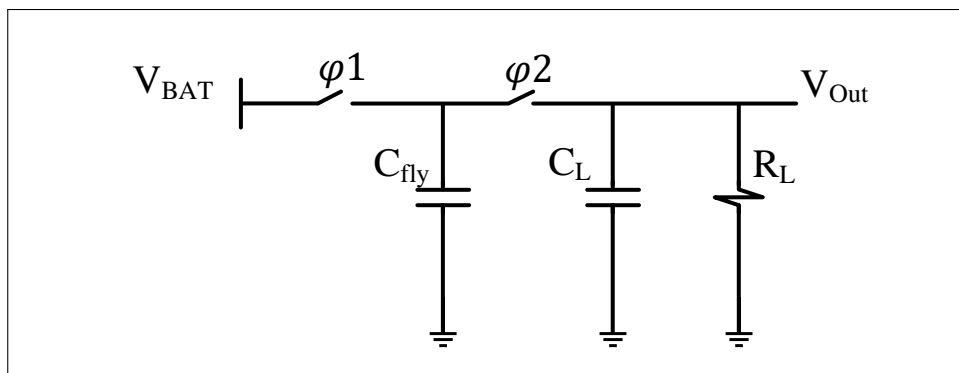 V_BAT
φ1
φ2
V_Out
C_fly
C_L
R_L